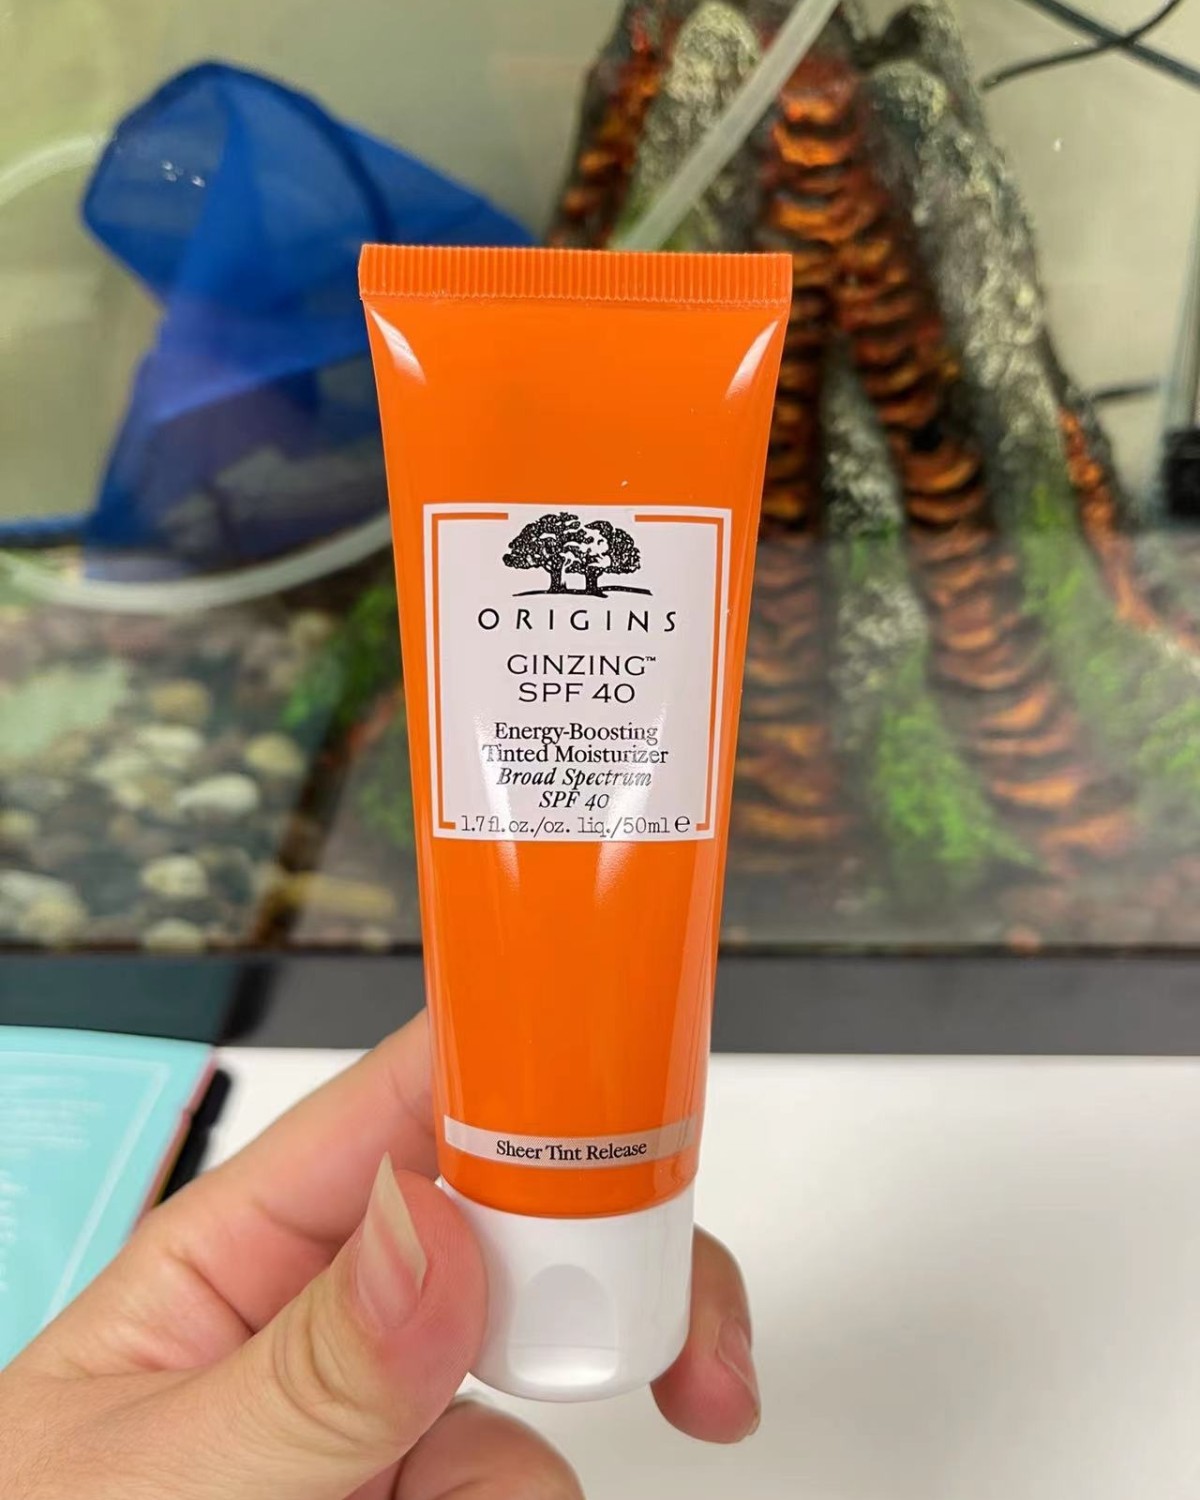 ORIGINS
GINZING™
SPF 40
Energy-Boosting
Tinted Moisturizer
Broad Spectrum
SPF 40
1.7 fl.oz./oz. liq./50ml ℮
Sheer Tint Release